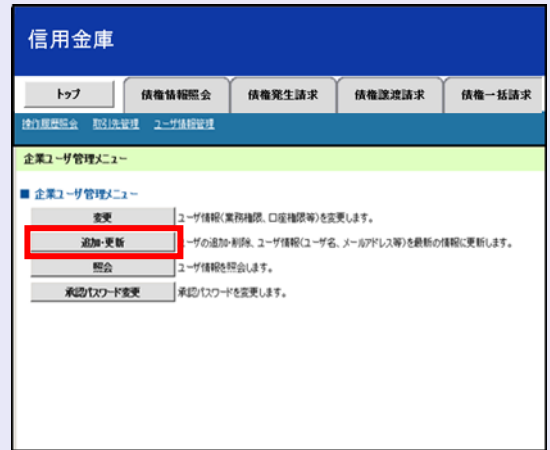 信用金庫
トップ 債権情報照会 債権発生請求 債権譲渡請求 債権一括請求
操作履歴照会 取引先管理 ユーザ情報管理
企業ユーザ管理メニュー
■ 企業ユーザ管理メニュー
変更 ユーザ情報(業務権限、口座権限等)を変更します。
追加・更新 ユーザの追加・削除、ユーザ情報(ユーザ名、メールアドレス等)を最新の情報に更新します。
照会 ユーザ情報を照会します。
承認パスワード変更 承認パスワードを変更します。